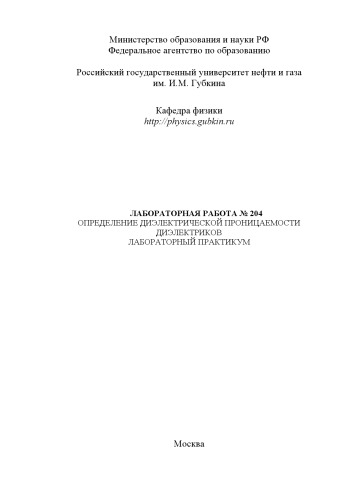 Министерство образования и науки РФ
Федеральное агентство по образованию
Российский государственный университет нефти и газа
им. И.М. Губкина
Кафедра физики
http://physics.gubkin.ru
ЛАБОРАТОРНАЯ РАБОТА № 204
ОПРЕДЕЛЕНИЕ ДИЭЛЕКТРИЧЕСКОЙ ПРОНИЦАЕМОСТИ
ДИЭЛЕКТРИКОВ
ЛАБОРАТОРНЫЙ ПРАКТИКУМ
Москва